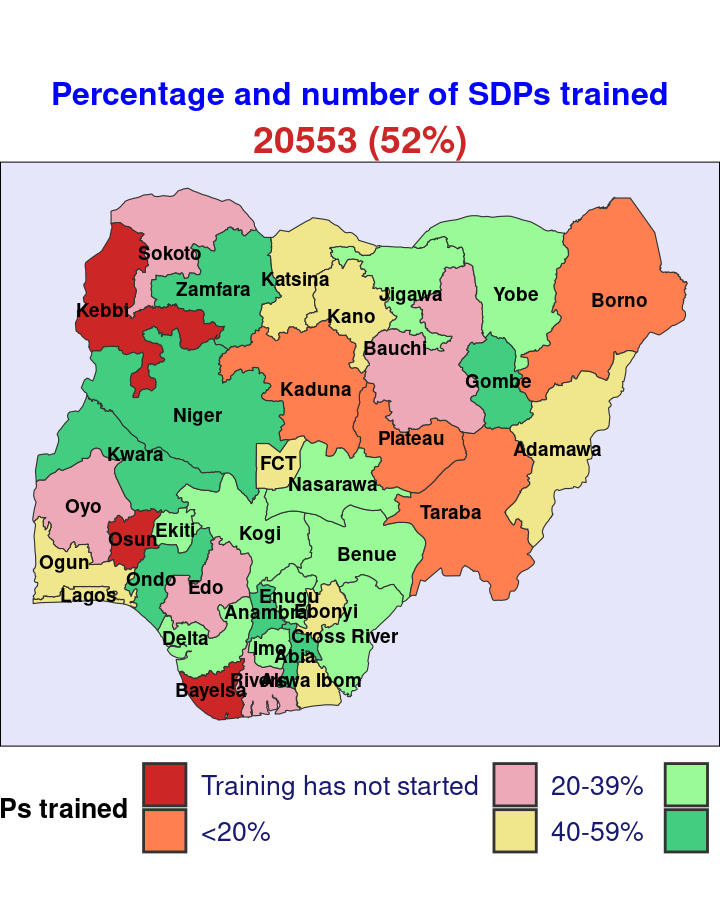 Percentage and number of SDPs trained
20553 (52%)
Sokoto
Katsina
Zamfara
Jigawa
Yobe
Borno
Kebbi
Kano
Bauchi
Gombe
Kaduna
Niger
Plateau
Adamawa
Kwara
FCT
Nasarawa
Oyo
Taraba
Ekiti
Kogi
Osun
Benue
Ogun
Ondo
Edo
Lagos
Enugu
Anambra
Ebonyi
Delta
Cross River
Imo
Abia
Rivers
Akwa Ibom
Bayelsa
Ps trained
Training has not started
20-39%
<20%
40-59%